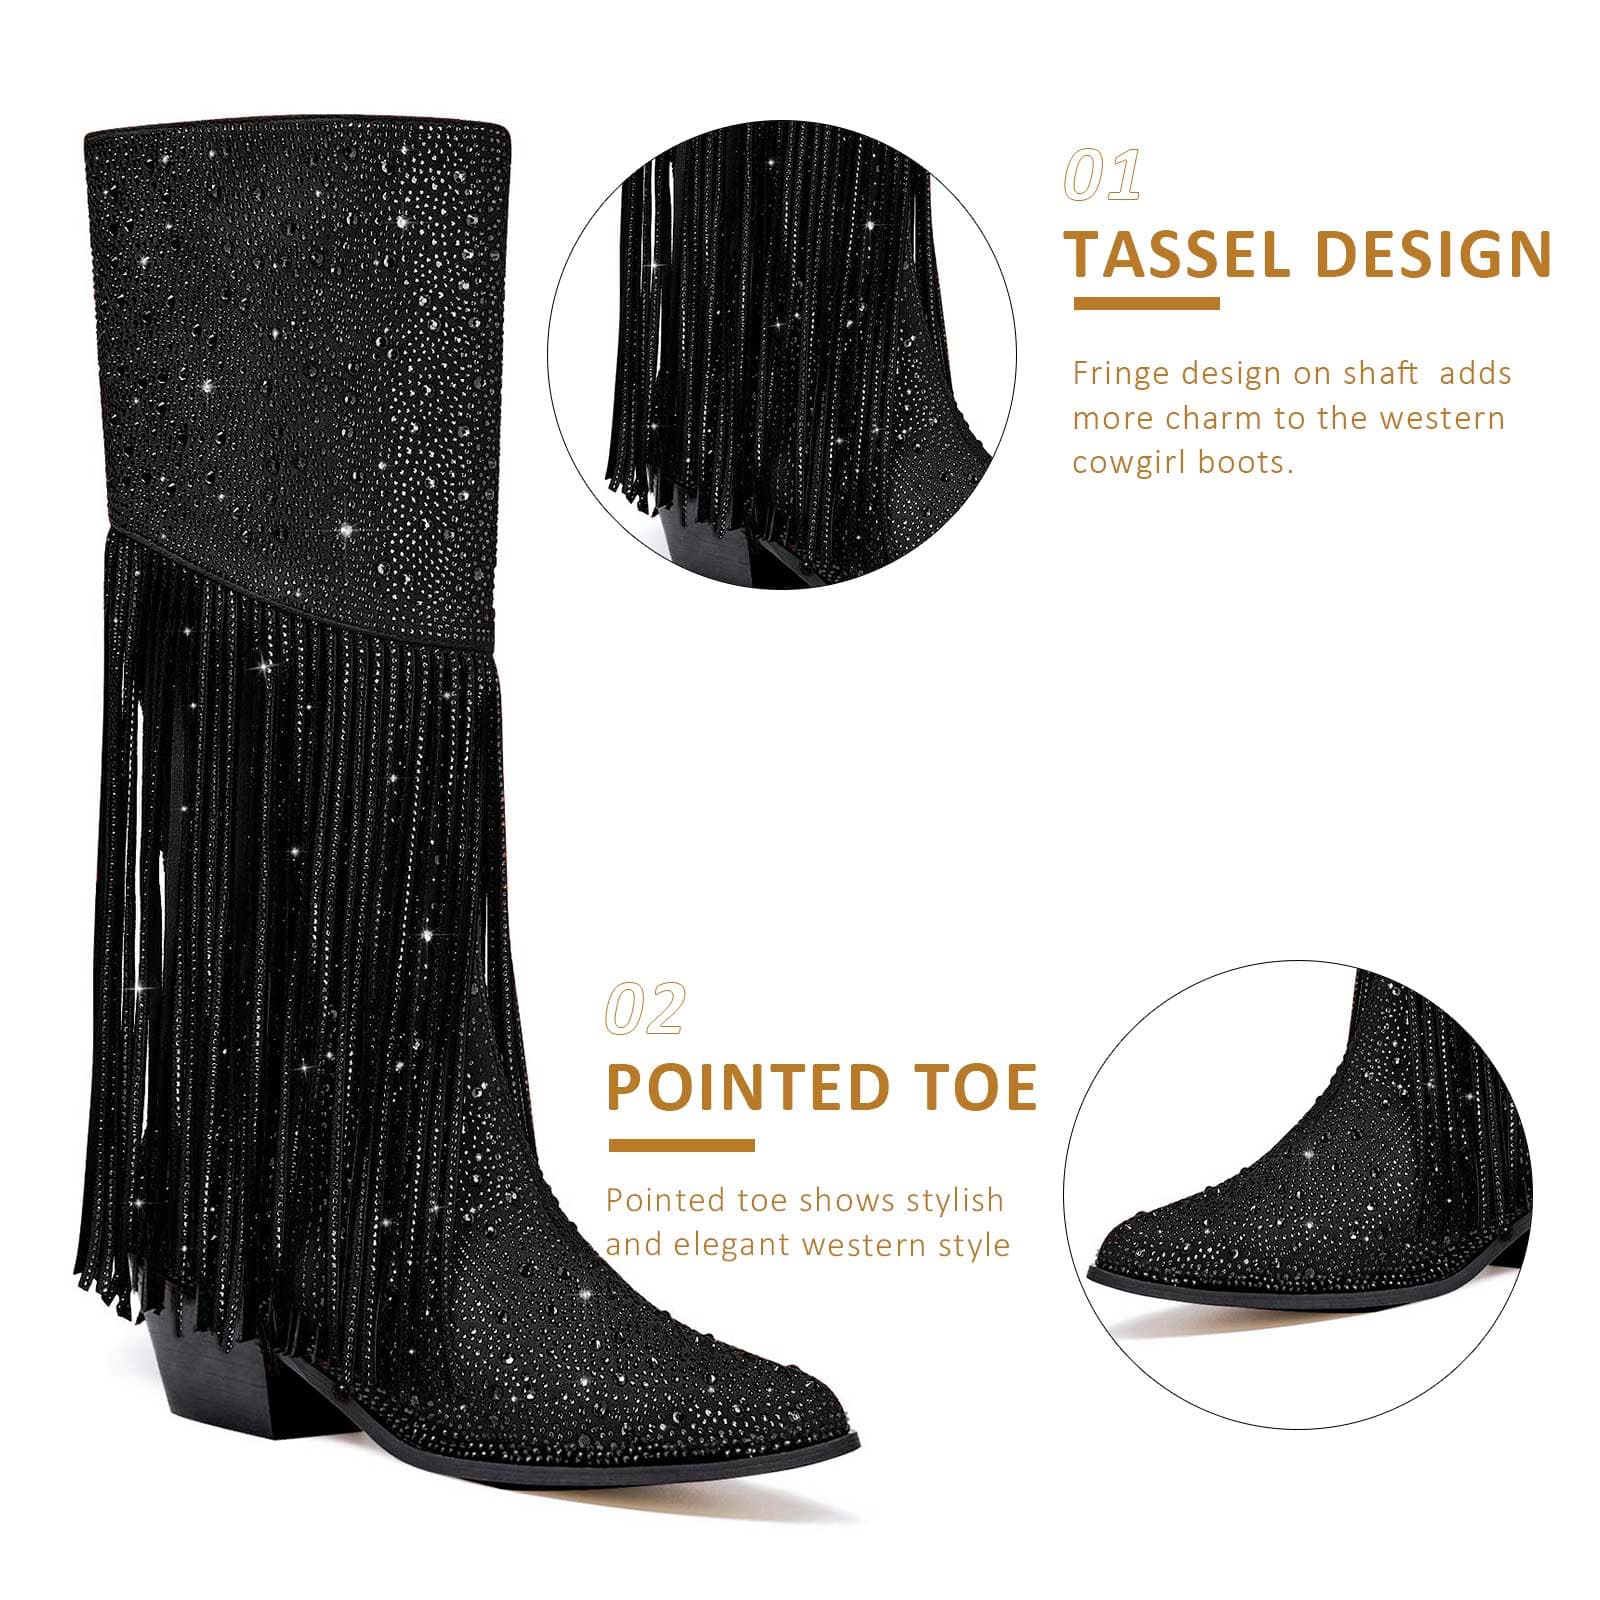 01
TASSEL DESIGN
Fringe design on shaft  adds
more charm to the western
cowgirl boots.
02
POINTED TOE
Pointed toe shows stylish
and elegant western style